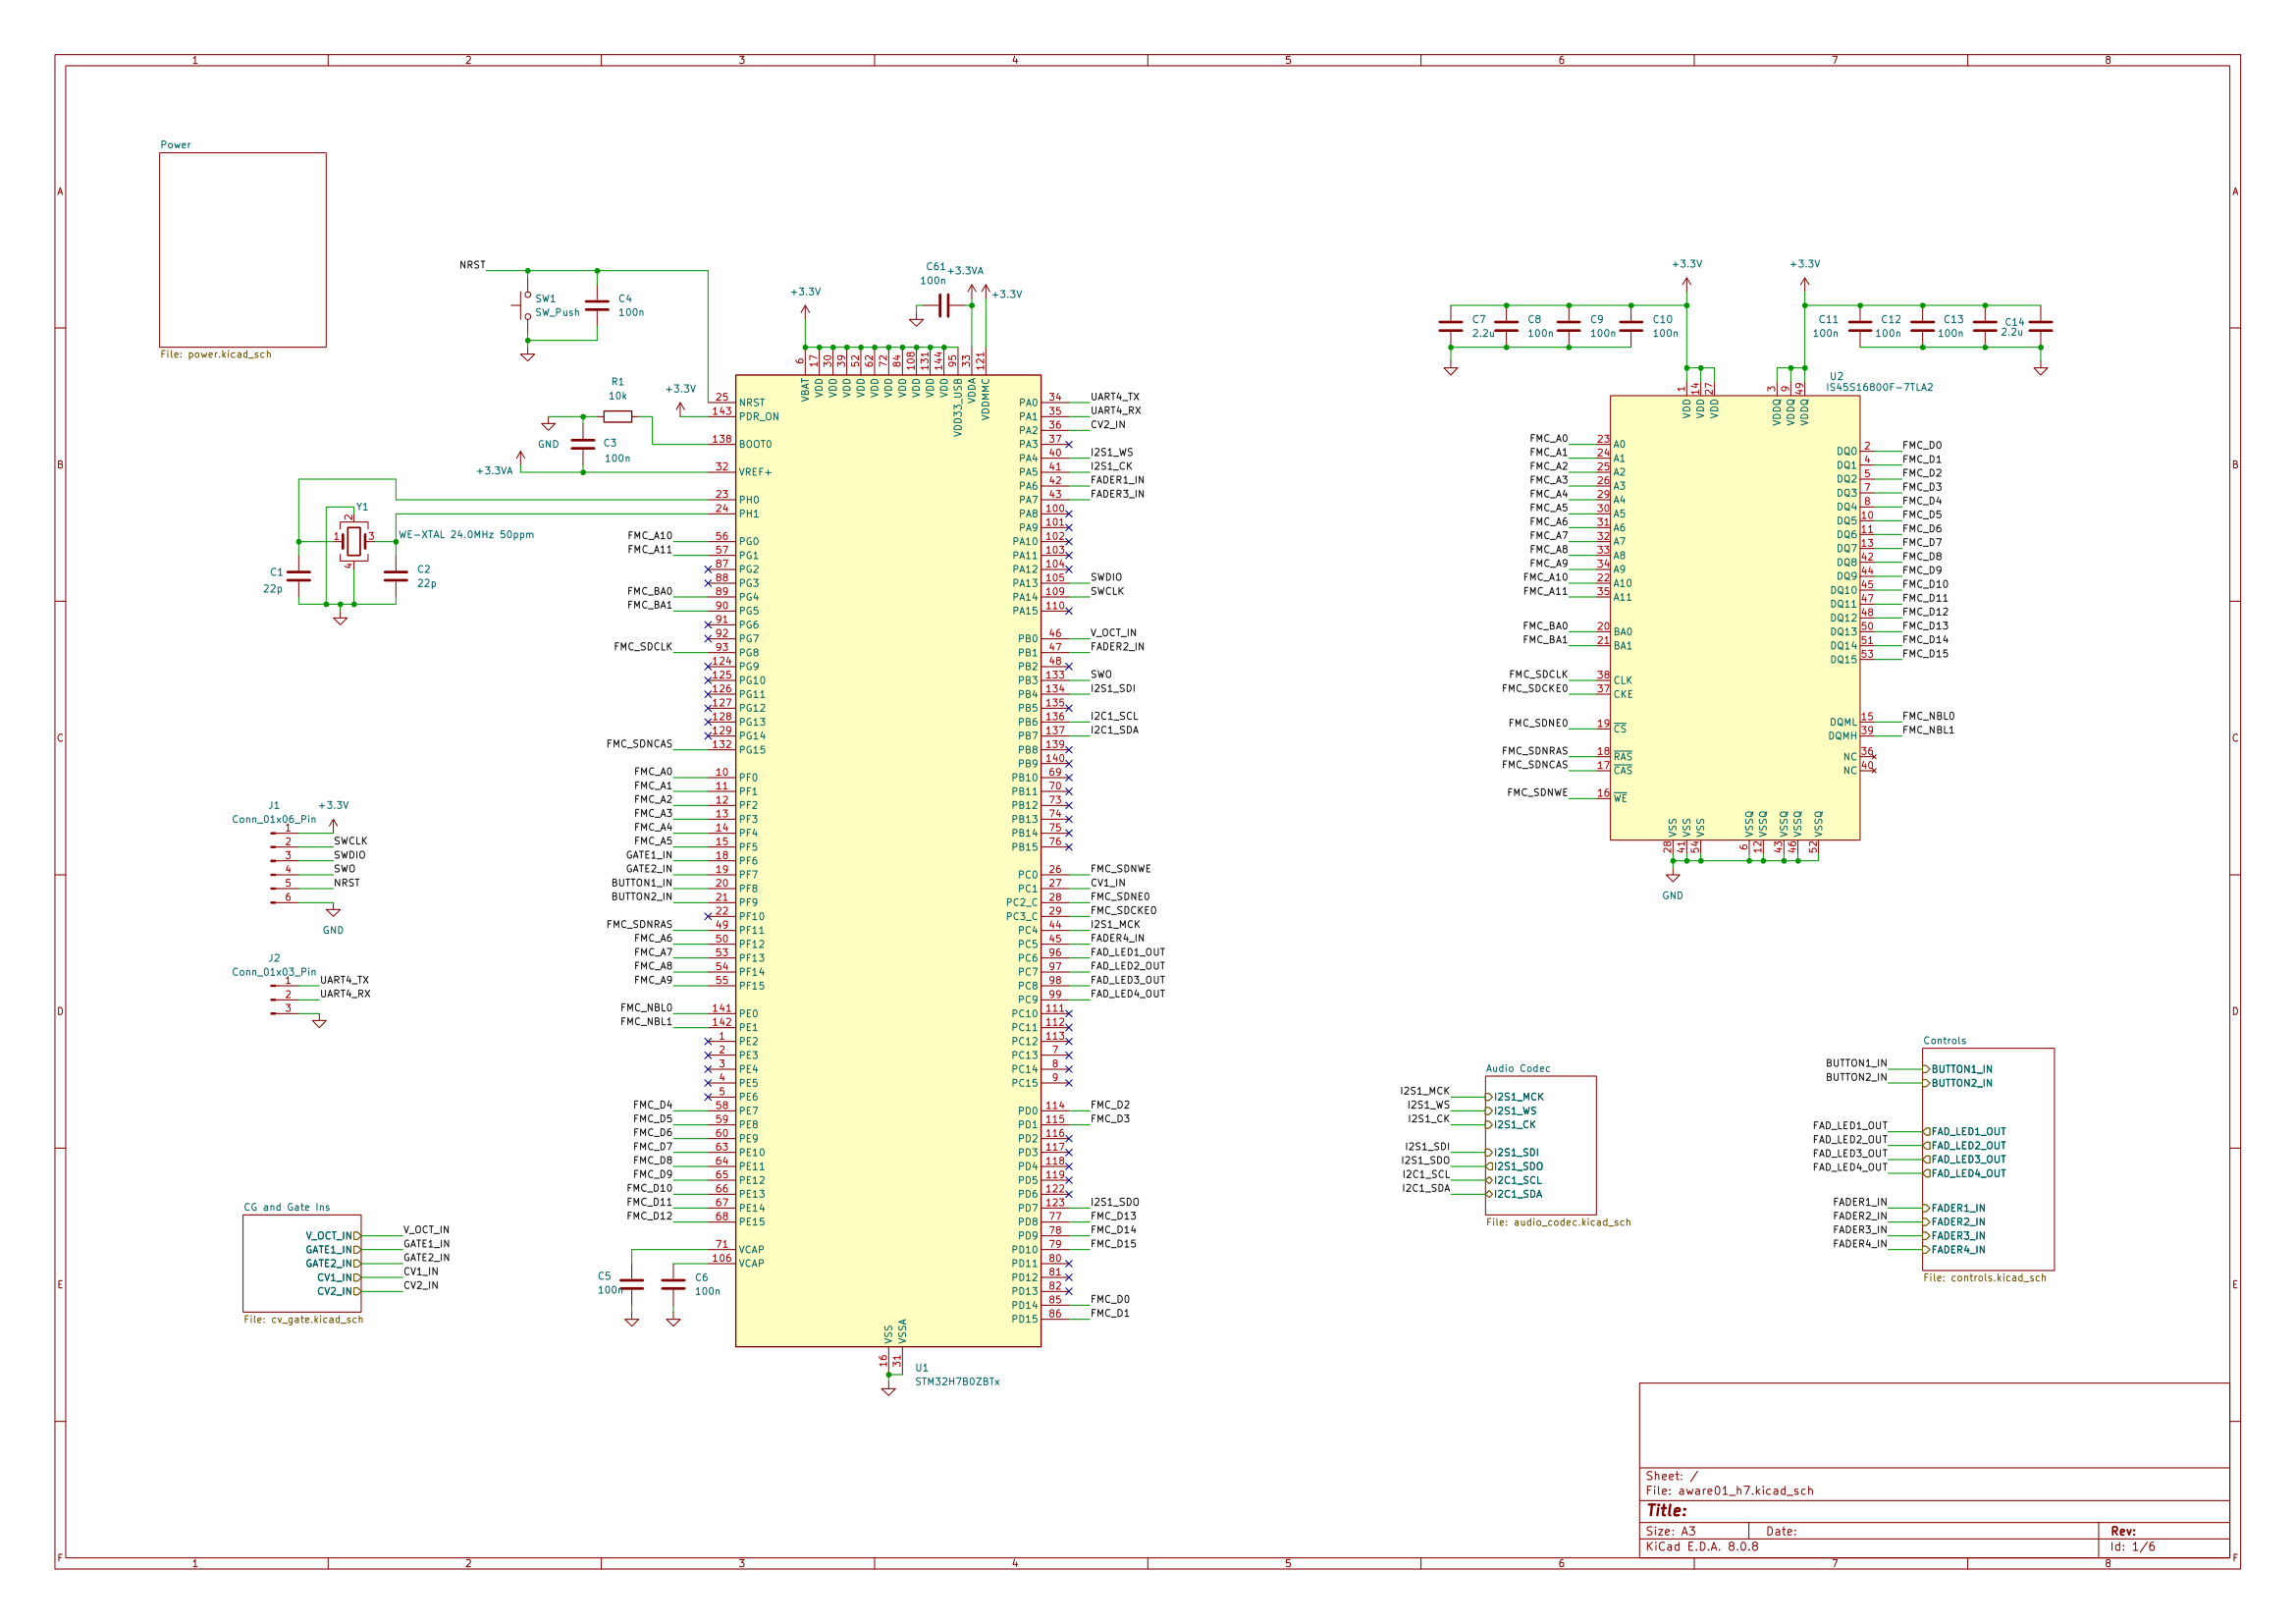 1 2 3 4 5 6 7 8
A A
B B
C C
D D
E E
F F
Power
File: power.kicad_sch
NRST
SW1
SW_Push
C4
100n
R1
10k
+3.3V
GND
C3
100n
+3.3VA
Y1
1
2
3
4
WE-XTAL 24.0MHz 50ppm
C1
22p
C2
22p
J1
Conn_01x06_Pin
+3.3V
1
2 SWCLK
3 SWDIO
4 SWO
5 NRST
6
GND
J2
Conn_01x03_Pin
1 UART4_TX
2 UART4_RX
3
CG and Gate Ins
V_OCT_IN V_OCT_IN
GATE1_IN GATE1_IN
GATE2_IN GATE2_IN
CV1_IN CV1_IN
CV2_IN CV2_IN
File: cv_gate.kicad_sch
+3.3V
C61
100n
+3.3VA
+3.3V
6 VBAT
17 VDD
30 VDD
39 VDD
52 VDD
62 VDD
72 VDD
84 VDD
108 VDD
131 VDD
144 VDD
95 VDD33_USB
33 VDDA
121 VDDMMC
25 NRST
143 PDR_ON
138 BOOT0
32 VREF+
23 PH0
24 PH1
FMC_A10 56 PG0
FMC_A11 57 PG1
87 PG2
88 PG3
FMC_BA0 89 PG4
FMC_BA1 90 PG5
91 PG6
92 PG7
FMC_SDCLK 93 PG8
124 PG9
125 PG10
126 PG11
127 PG12
128 PG13
129 PG14
FMC_SDNCAS 132 PG15
FMC_A0 10 PF0
FMC_A1 11 PF1
FMC_A2 12 PF2
FMC_A3 13 PF3
FMC_A4 14 PF4
FMC_A5 15 PF5
GATE1_IN 18 PF6
GATE2_IN 19 PF7
BUTTON1_IN 20 PF8
BUTTON2_IN 21 PF9
22 PF10
FMC_SDNRAS 49 PF11
FMC_A6 50 PF12
FMC_A7 53 PF13
FMC_A8 54 PF14
FMC_A9 55 PF15
FMC_NBL0 141 PE0
FMC_NBL1 142 PE1
1 PE2
2 PE3
3 PE4
4 PE5
5 PE6
FMC_D4 58 PE7
FMC_D5 59 PE8
FMC_D6 60 PE9
FMC_D7 63 PE10
FMC_D8 64 PE11
FMC_D9 65 PE12
FMC_D10 66 PE13
FMC_D11 67 PE14
FMC_D12 68 PE15
71 VCAP
106 VCAP
C5
100n
C6
100n
PA0 34 UART4_TX
PA1 35 UART4_RX
PA2 36 CV2_IN
PA3 37
PA4 40 I2S1_WS
PA5 41 I2S1_CK
PA6 42 FADER1_IN
PA7 43 FADER3_IN
PA8 100
PA9 101
PA10 102
PA11 103
PA12 104
PA13 105 SWDIO
PA14 109 SWCLK
PA15 110
PB0 46 V_OCT_IN
PB1 47 FADER2_IN
PB2 48
PB3 133 SWO
PB4 134 I2S1_SDI
PB5 135
PB6 136 I2C1_SCL
PB7 137 I2C1_SDA
PB8 139
PB9 140
PB10 69
PB11 70
PB12 73
PB13 74
PB14 75
PB15 76
PC0 26 FMC_SDNWE
PC1 27 CV1_IN
PC2_C 28 FMC_SDNE0
PC3_C 29 FMC_SDCKE0
PC4 44 I2S1_MCK
PC5 45 FADER4_IN
PC6 96 FAD_LED1_OUT
PC7 97 FAD_LED2_OUT
PC8 98 FAD_LED3_OUT
PC9 99 FAD_LED4_OUT
PC10 111
PC11 112
PC12 113
PC13 7
PC14 8
PC15 9
PD0 114 FMC_D2
PD1 115 FMC_D3
PD2 116
PD3 117
PD4 118
PD5 119
PD6 122
PD7 123 I2S1_SDO
PD8 77 FMC_D13
PD9 78 FMC_D14
PD10 79 FMC_D15
PD11 80
PD12 81
PD13 82
PD14 85 FMC_D0
PD15 86 FMC_D1
VSS 16
VSSA 31
U1
STM32H7B0ZBTx
+3.3V
+3.3V
C7
2.2u
C8
100n
C9
100n
C10
100n
C11
100n
C12
100n
C13
100n
C14
2.2u
U2
IS45S16800F-7TLA2
1 VDD
14 VDD
27 VDD
3 VDDQ
9 VDDQ
49 VDDQ
FMC_A0 23 A0
FMC_A1 24 A1
FMC_A2 25 A2
FMC_A3 26 A3
FMC_A4 29 A4
FMC_A5 30 A5
FMC_A6 31 A6
FMC_A7 32 A7
FMC_A8 33 A8
FMC_A9 34 A9
FMC_A10 22 A10
FMC_A11 35 A11
FMC_BA0 20 BA0
FMC_BA1 21 BA1
FMC_SDCLK 38 CLK
FMC_SDCKE0 37 CKE
FMC_SDNE0 19 CS
FMC_SDNRAS 18 RAS
FMC_SDNCAS 17 CAS
FMC_SDNWE 16 WE
DQ0 2 FMC_D0
DQ1 4 FMC_D1
DQ2 5 FMC_D2
DQ3 7 FMC_D3
DQ4 8 FMC_D4
DQ5 10 FMC_D5
DQ6 11 FMC_D6
DQ7 13 FMC_D7
DQ8 42 FMC_D8
DQ9 44 FMC_D9
DQ10 45 FMC_D10
DQ11 47 FMC_D11
DQ12 48 FMC_D12
DQ13 50 FMC_D13
DQ14 51 FMC_D14
DQ15 53 FMC_D15
DQML 15 FMC_NBL0
DQMH 39 FMC_NBL1
NC 36
NC 40
VSS 28
VSS 41
VSS 54
VSSQ 6
VSSQ 12
VSSQ 43
VSSQ 46
VSSQ 52
GND
Audio Codec
I2S1_MCK I2S1_MCK
I2S1_WS I2S1_WS
I2S1_CK I2S1_CK
I2S1_SDI I2S1_SDI
I2S1_SDO I2S1_SDO
I2C1_SCL I2C1_SCL
I2C1_SDA I2C1_SDA
File: audio_codec.kicad_sch
Controls
BUTTON1_IN BUTTON1_IN
BUTTON2_IN BUTTON2_IN
FAD_LED1_OUT FAD_LED1_OUT
FAD_LED2_OUT FAD_LED2_OUT
FAD_LED3_OUT FAD_LED3_OUT
FAD_LED4_OUT FAD_LED4_OUT
FADER1_IN FADER1_IN
FADER2_IN FADER2_IN
FADER3_IN FADER3_IN
FADER4_IN FADER4_IN
File: controls.kicad_sch
Sheet: /
File: aware01_h7.kicad_sch
Title:
Size: A3 Date: Rev:
KiCad E.D.A. 8.0.8 Id: 1/6
1 2 3 4 5 6 7 8